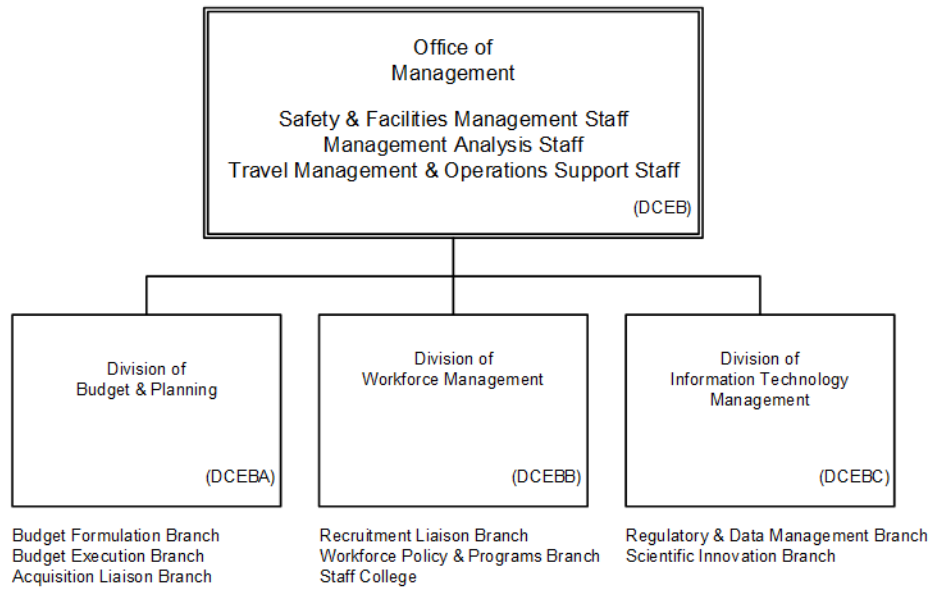 Office of
Management
Safety & Facilities Management Staff
Management Analysis Staff
Travel Management & Operations Support Staff
(DCEB)
Division of
Budget & Planning
(DCEBA)
Budget Formulation Branch
Budget Execution Branch
Acquisition Liaison Branch
Division of
Workforce Management
(DCEBB)
Recruitment Liaison Branch
Workforce Policy & Programs Branch
Staff College
Division of
Information Technology
Management
(DCEBC)
Regulatory & Data Management Branch
Scientific Innovation Branch